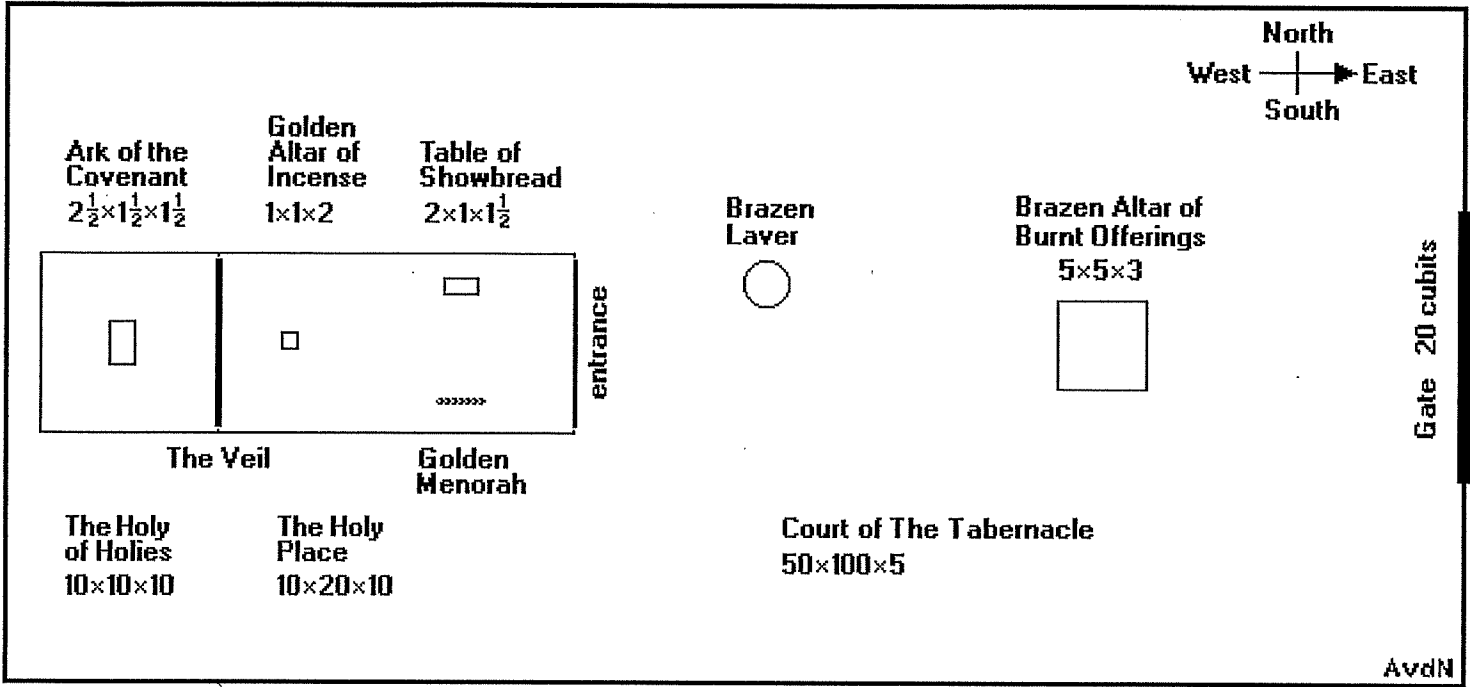 North
West East
South
Ark of the
Covenant
2½×1½×1½
Golden
Altar of
Incense
1×1×2
Table of
Showbread
2×1×1½
Brazen
Laver
Brazen Altar of
Burnt Offerings
5×5×3
entrance
Gate 20 cubits
The Veil
Golden
Menorah
The Holy
of Holies
10×10×10
The Holy
Place
10×20×10
Court of The Tabernacle
50×100×5
AvdN